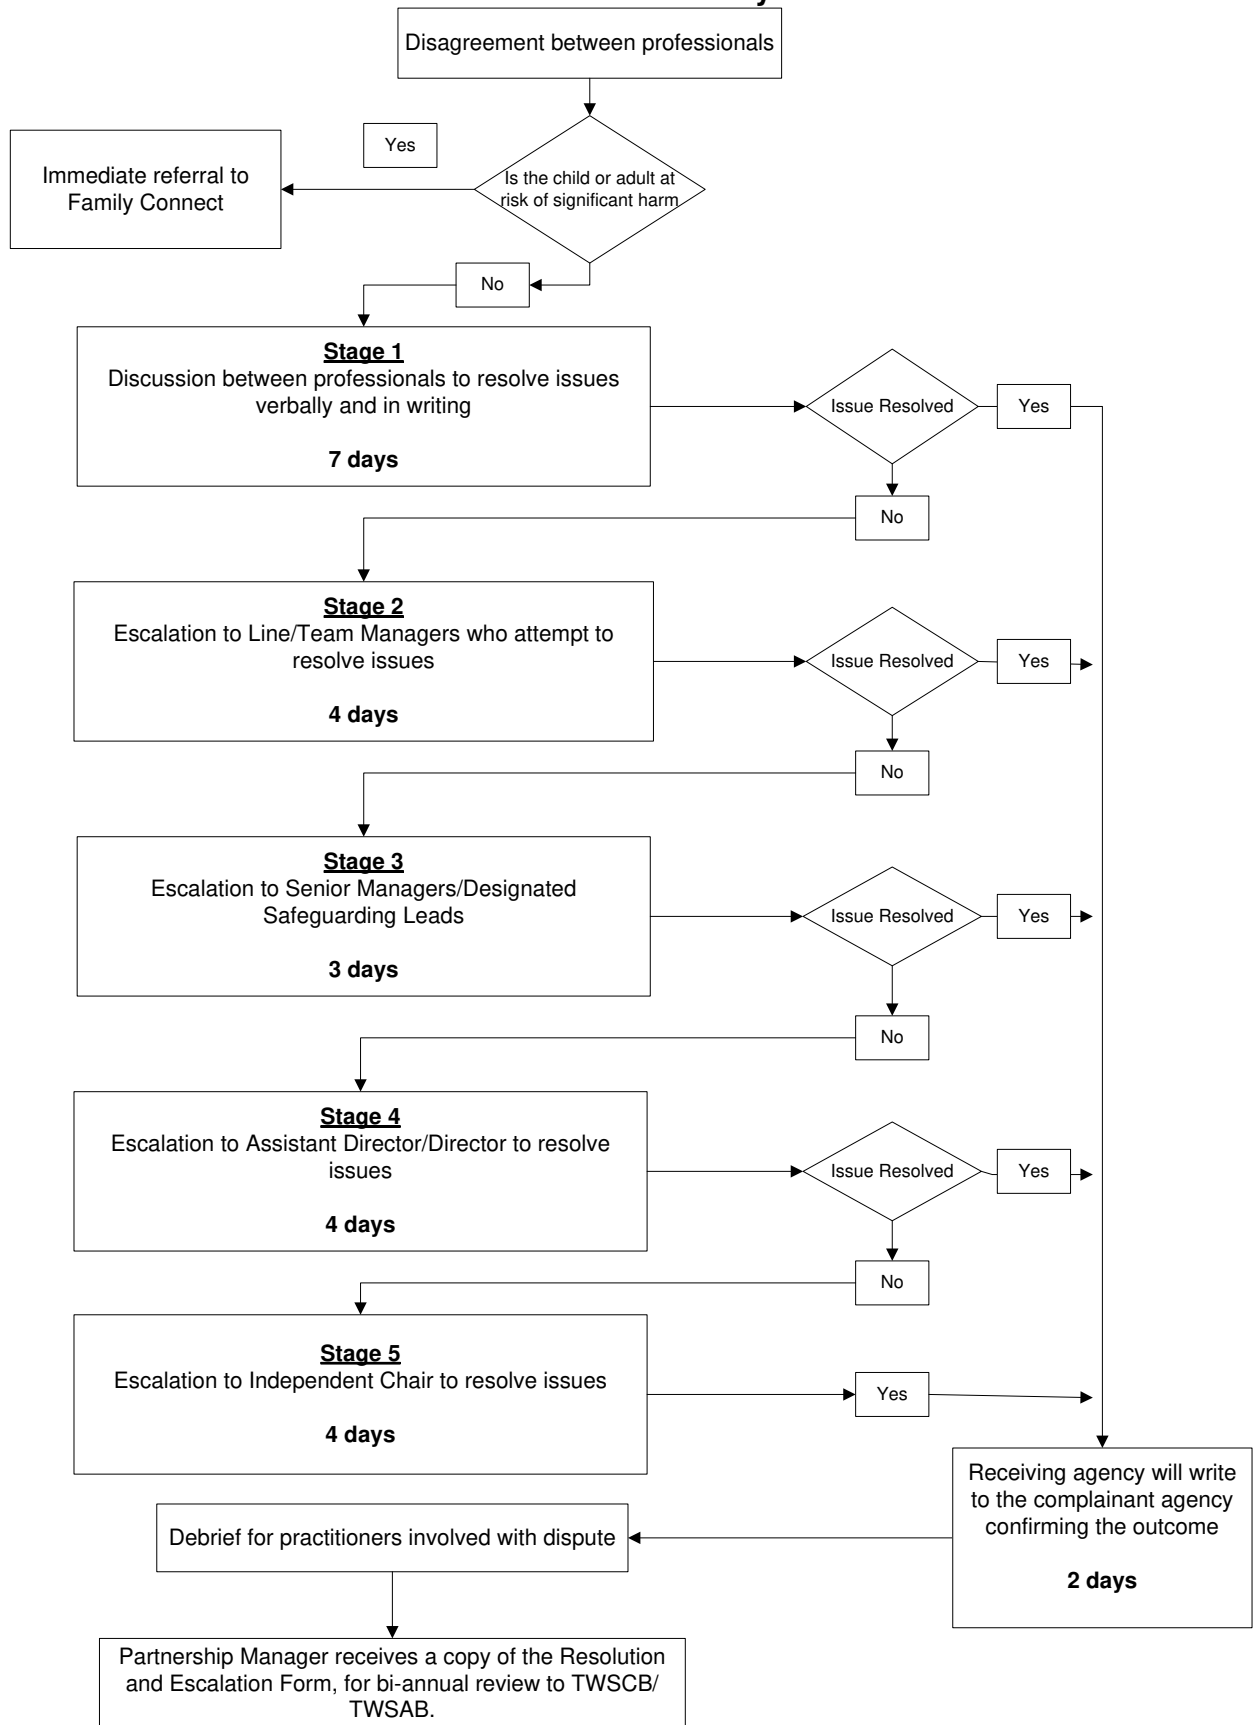 Disagreement between professionals
Yes
Immediate referral to
Family Connect
Is the child or adult at
risk of significant harm
No
Stage 1
Discussion between professionals to resolve issues
verbally and in writing
7 days
Issue Resolved
Yes
No
Stage 2
Escalation to Line/Team Managers who attempt to
resolve issues
4 days
Issue Resolved
Yes
No
Stage 3
Escalation to Senior Managers/Designated
Safeguarding Leads
3 days
Issue Resolved
Yes
No
Stage 4
Escalation to Assistant Director/Director to resolve
issues
4 days
Issue Resolved
Yes
No
Stage 5
Escalation to Independent Chair to resolve issues
4 days
Yes
Receiving agency will write
to the complainant agency
confirming the outcome
2 days
Debrief for practitioners involved with dispute
Partnership Manager receives a copy of the Resolution
and Escalation Form, for bi-annual review to TWSCB/
TWSAB.